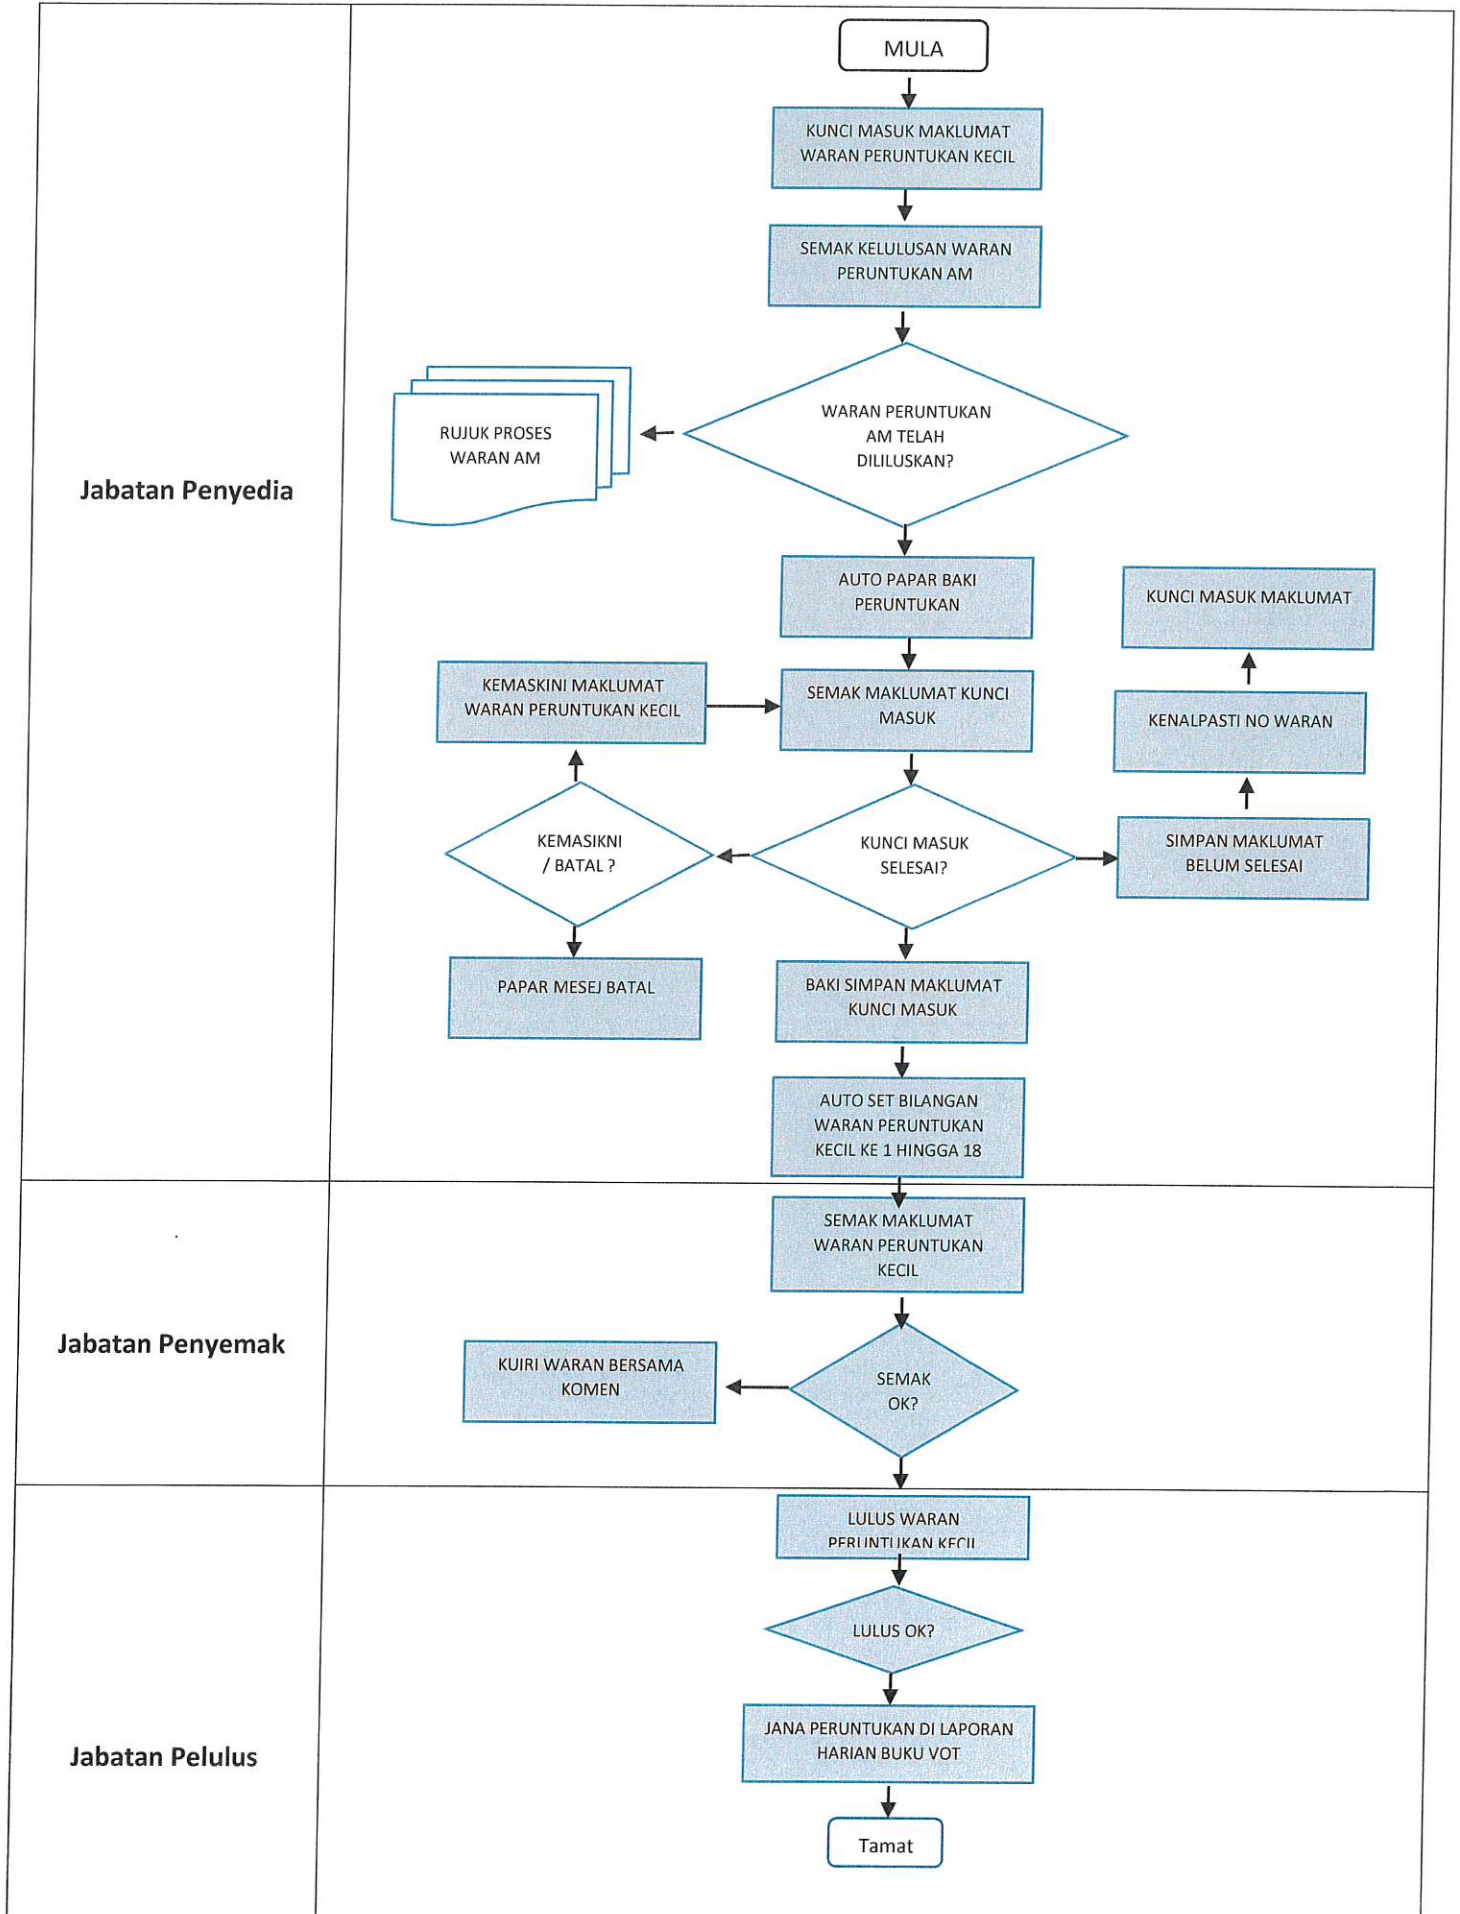 MULA
KUNCI MASUK MAKLUMAT
WARAN PERUNTUKAN KECIL
SEMAK KELULUSAN WARAN
PERUNTUKAN AM
WARAN PERUNTUKAN
AM TELAH
DILILUSKAN?
RUJUK PROSES
WARAN AM
Jabatan Penyedia
AUTO PAPAR BAKI
PERUNTUKAN
KUNCI MASUK MAKLUMAT
KEMASKINI MAKLUMAT
WARAN PERUNTUKAN KECIL
SEMAK MAKLUMAT KUNCI
MASUK
KENALPASTI NO WARAN
KEMASIKNI
/ BATAL ?
KUNCI MASUK
SELESAI?
SIMPAN MAKLUMAT
BELUM SELESAI
PAPAR MESEJ BATAL
BAKI SIMPAN MAKLUMAT
KUNCI MASUK
AUTO SET BILANGAN
WARAN PERUNTUKAN
KECIL KE 1 HINGGA 18
SEMAK MAKLUMAT
WARAN PERUNTUKAN
KECIL
Jabatan Penyemak
KUIRI WARAN BERSAMA
KOMEN
SEMAK
OK?
LULUS WARAN
PERUNTUKAN KECIL
LULUS OK?
Jabatan Pelulus
JANA PERUNTUKAN DI LAPORAN
HARIAN BUKU VOT
Tamat